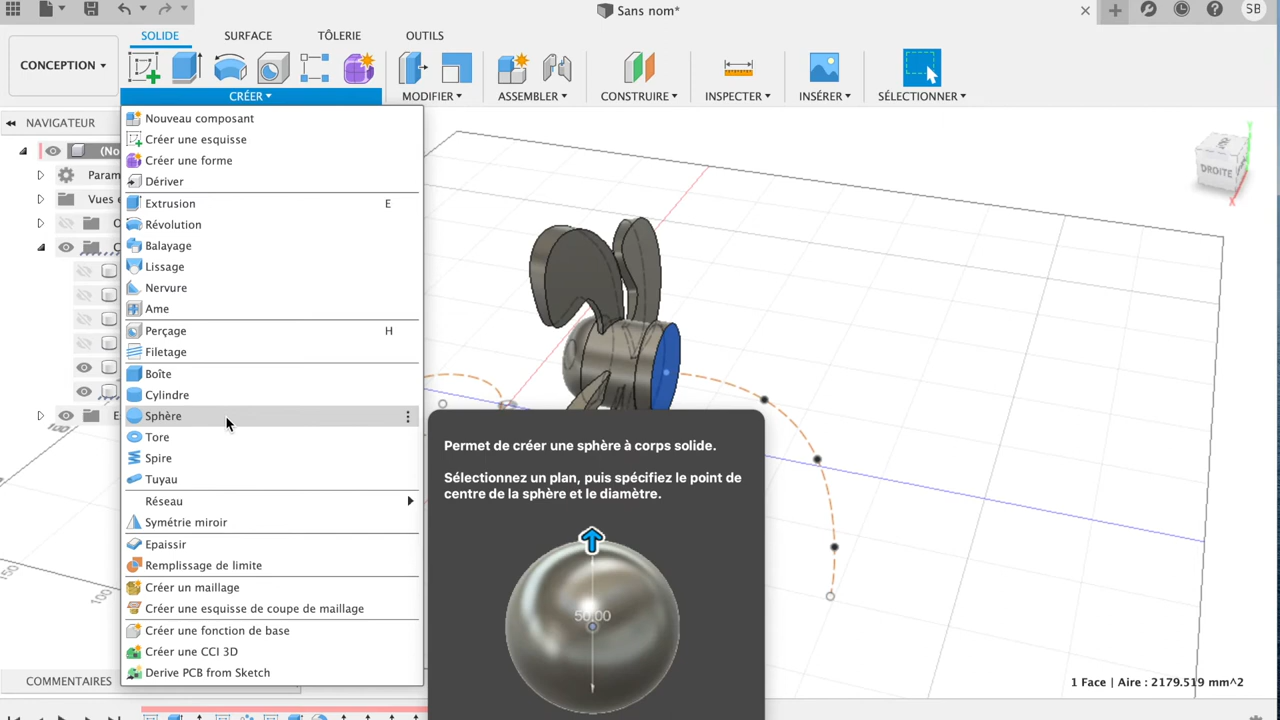 Sans nom*
SB
SOLIDE
SURFACE
TÔLERIE
OUTILS
CONCEPTION
CRÉER
MODIFIER
ASSEMBLER
CONSTRUIRE
INSPECTER
INSÉRER
SÉLECTIONNER
NAVIGATEUR
(No
Param
Vues
Nouveau composant
Créer une esquisse
Créer une forme
Dériver
Extrusion E
Révolution
Balayage
Lissage
Nervure
Ame
Perçage H
Filetage
Boîte
Cylindre
Sphère
Tore
Spire
Tuyau
Réseau
Symétrie miroir
Epaissir
Remplissage de limite
Créer un maillage
Créer une esquisse de coupe de maillage
Créer une fonction de base
Créer une CCI 3D
Derive PCB from Sketch
Permet de créer une sphère à corps solide.
Sélectionnez un plan, puis spécifiez le point de
centre de la sphère et le diamètre.
50.00
DROITE
100
150
COMMENTAIRES
1 Face | Aire : 2179.519 mm^2